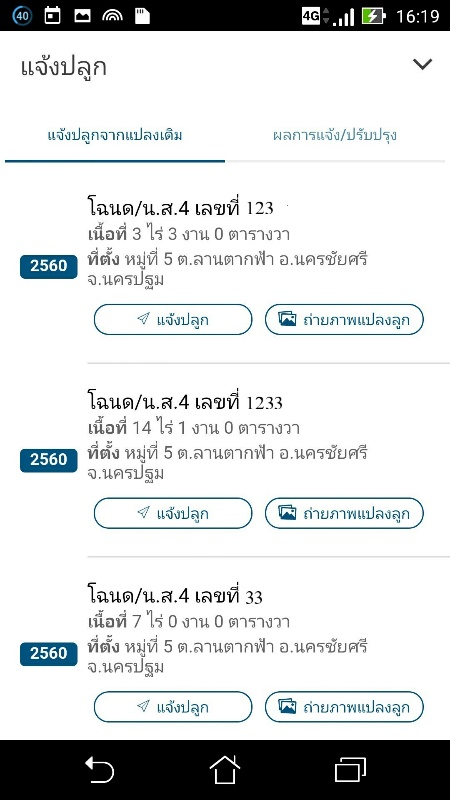 40 4G 16:19
แจ้งปลูก
แจ้งปลูกจากแปลงเดิม ผลการแจ้ง/ปรับปรุง
โฉนด/น.ส.4 เลขที่ 123
เนื้อที่ 3 ไร่ 3 งาน 0 ตารางวา
2560 ที่ตั้ง หมู่ที่ 5 ต.ลานตากฟ้า อ.นครชัยศรี
จ.นครปฐม
แจ้งปลูก ถ่ายภาพแปลงลูก
โฉนด/น.ส.4 เลขที่ 1233
เนื้อที่ 14 ไร่ 1 งาน 0 ตารางวา
2560 ที่ตั้ง หมู่ที่ 5 ต.ลานตากฟ้า อ.นครชัยศรี
จ.นครปฐม
แจ้งปลูก ถ่ายภาพแปลงลูก
โฉนด/น.ส.4 เลขที่ 33
เนื้อที่ 7 ไร่ 0 งาน 0 ตารางวา
2560 ที่ตั้ง หมู่ที่ 5 ต.ลานตากฟ้า อ.นครชัยศรี
จ.นครปฐม
แจ้งปลูก ถ่ายภาพแปลงลูก